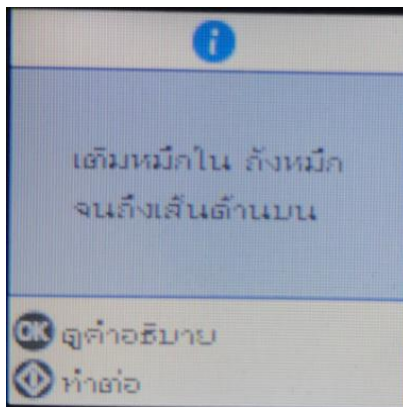 i
เติมหมึกใน ถังหมึก
จนถึงเส้นด้านบน
OK ดูคำอธิบาย
ทำต่อ